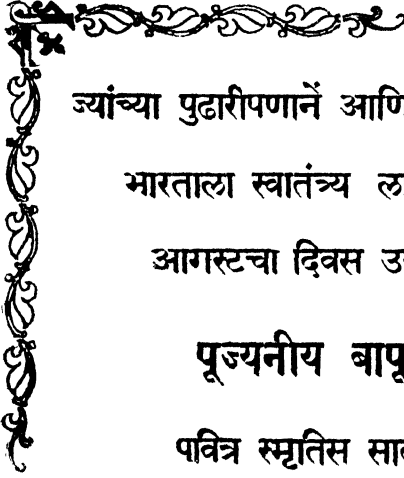 ज्यांच्या पुढारीपणानें आणि
भारताला स्वातंत्र्य
आगस्टचा दिवस
पूज्यनीय बापू
पवित्र स्मृतिस